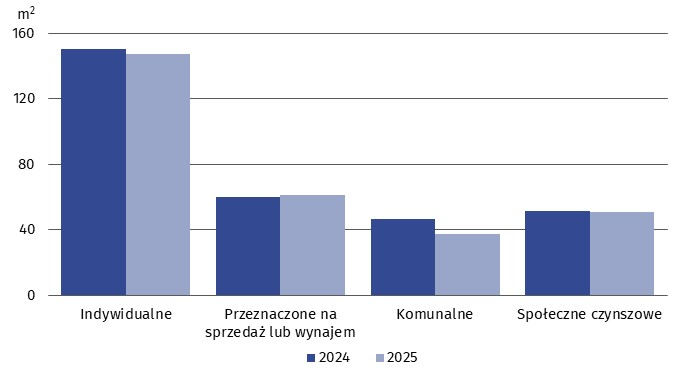 m²
160
120
80
40
0
Indywidualne
Przeznaczone na
sprzedaż lub wynajem
Komunalne
Społeczne czynszowe
2024
2025